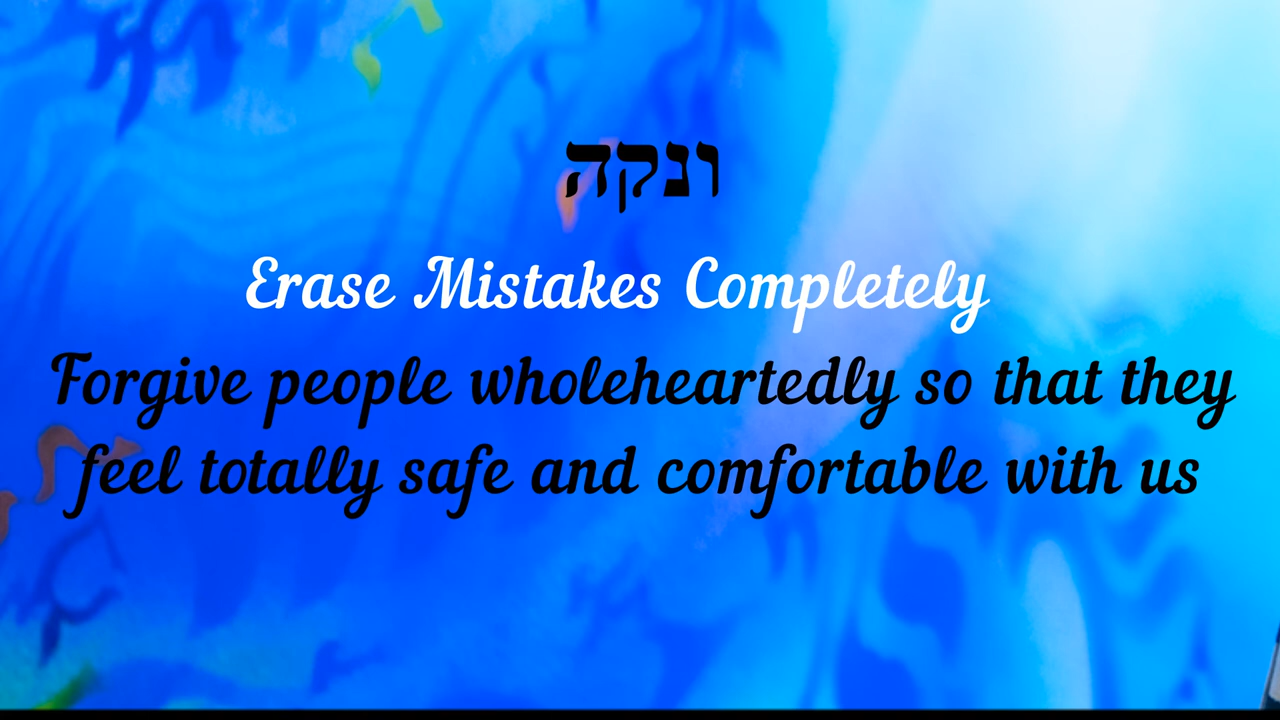 ונקה
Erase Mistakes Completely
Forgive people wholeheartedly so that they
feel totally safe and comfortable with us